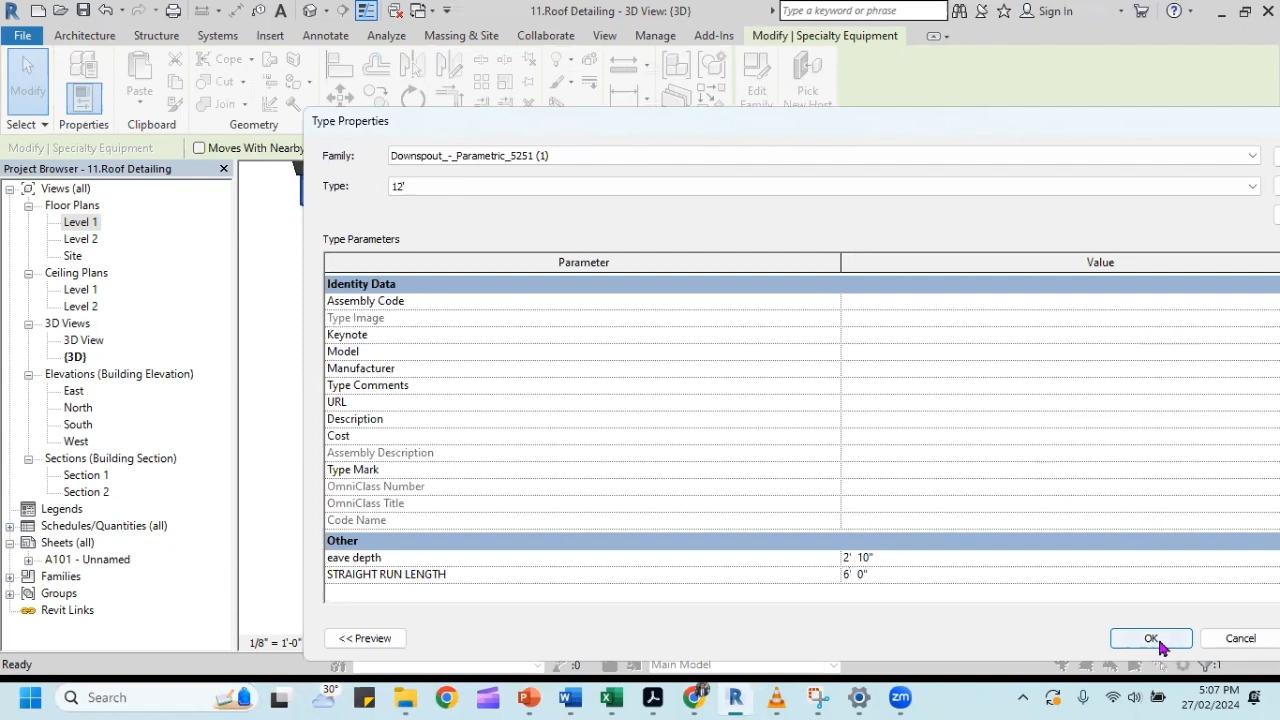 11.Roof Detailing - 3D View: {3D}
Type a keyword or phrase
Sign In
File
Architecture
Structure
Systems
Insert
Annotate
Analyze
Massing & Site
Collaborate
View
Manage
Add-Ins
Modify | Specialty Equipment
Modify
Paste
Cope
Cut
Join
Edit
Family
Pick
New Host
Select
Properties
Clipboard
Geometry
Modify | Specialty Equipment
Moves With Nearby
Project Browser - 11.Roof Detailing
Views (all)
Floor Plans
Level 1
Level 2
Site
Ceiling Plans
Level 1
Level 2
3D Views
3D View
{3D}
Elevations (Building Elevation)
East
North
South
West
Sections (Building Section)
Section 1
Section 2
Legends
Schedules/Quantities (all)
Sheets (all)
A101 - Unnamed
Families
Groups
Revit Links
Type Properties
Family:
Downspout_-_Parametric_5251 (1)
Type:
12'
Type Parameters
Parameter
Value
Identity Data
Assembly Code
Type Image
Keynote
Model
Manufacturer
Type Comments
URL
Description
Cost
Assembly Description
Type Mark
OmniClass Number
OmniClass Title
Code Name
Other
eave depth
2' 10"
STRAIGHT RUN LENGTH
6' 0"
<< Preview
OK
Cancel
1/8" = 1'-0"
Ready
:0
Main Model
:1
30°
Search
5:07 PM
27/02/2024